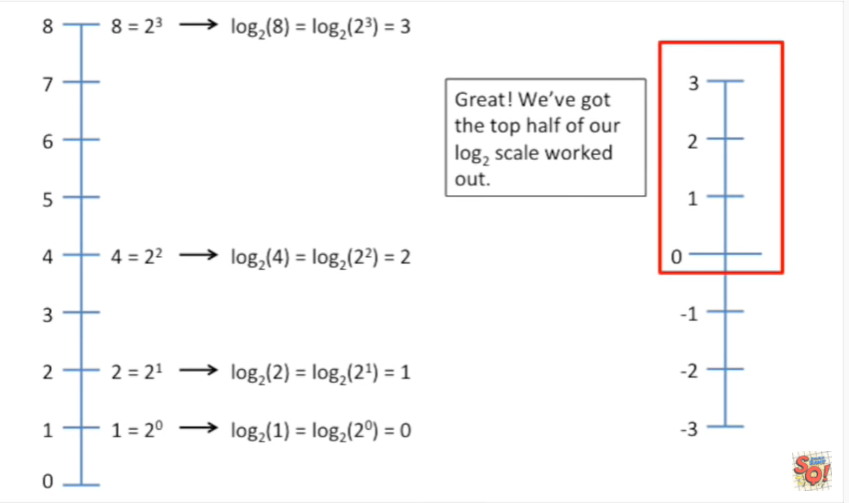 8 8 = 2³ → log₂(8) = log₂(2³) = 3
7
6
5
4 4 = 2² → log₂(4) = log₂(2²) = 2
3
2 2 = 2¹ → log₂(2) = log₂(2¹) = 1
1 1 = 2⁰ → log₂(1) = log₂(2⁰) = 0
0
Great! We’ve got
the top half of our
log₂ scale worked
out.
3
2
1
0
-1
-2
-3
SO!